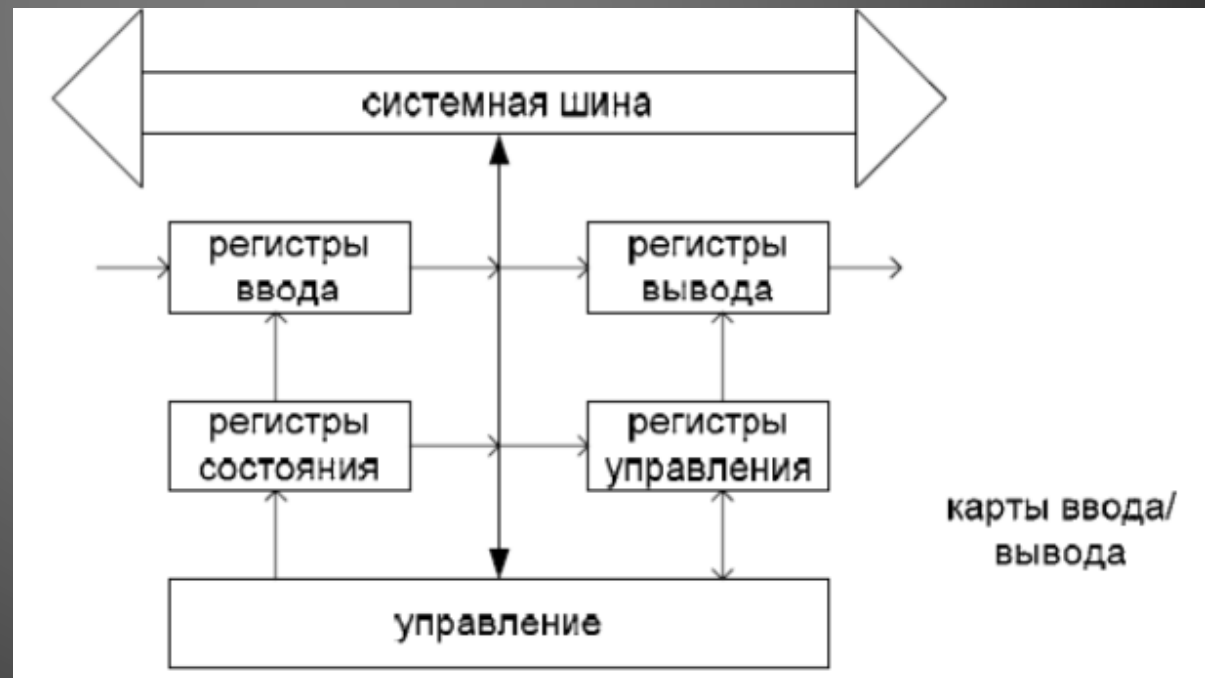 системная шина
регистры
ввода
регистры
вывода
регистры
состояния
регистры
управления
карты ввода/
вывода
управление